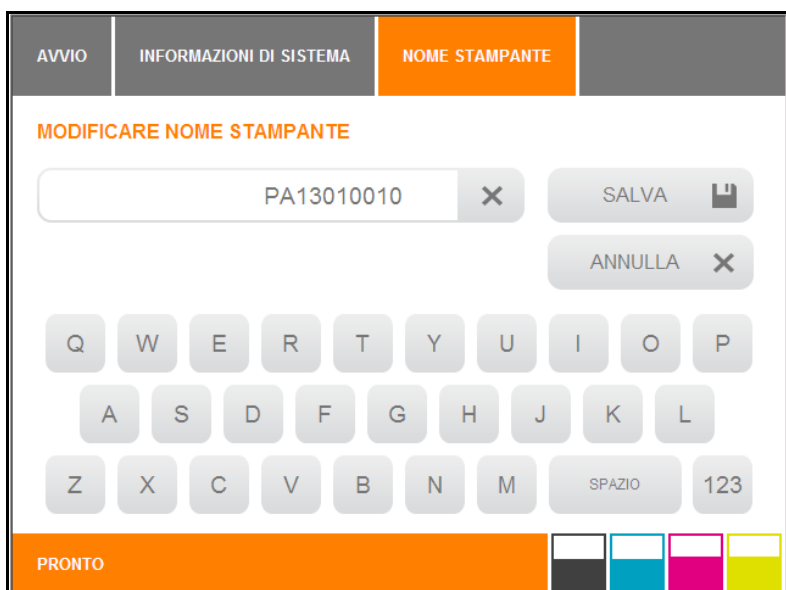 AVVIO INFORMAZIONI DI SISTEMA NOME STAMPANTE
MODIFICARE NOME STAMPANTE
PA13010010 SALVA
ANNULLA
Q W E R T Y U I O P
A S D F G H J K L
Z X C V B N M SPAZIO 123
PRONTO